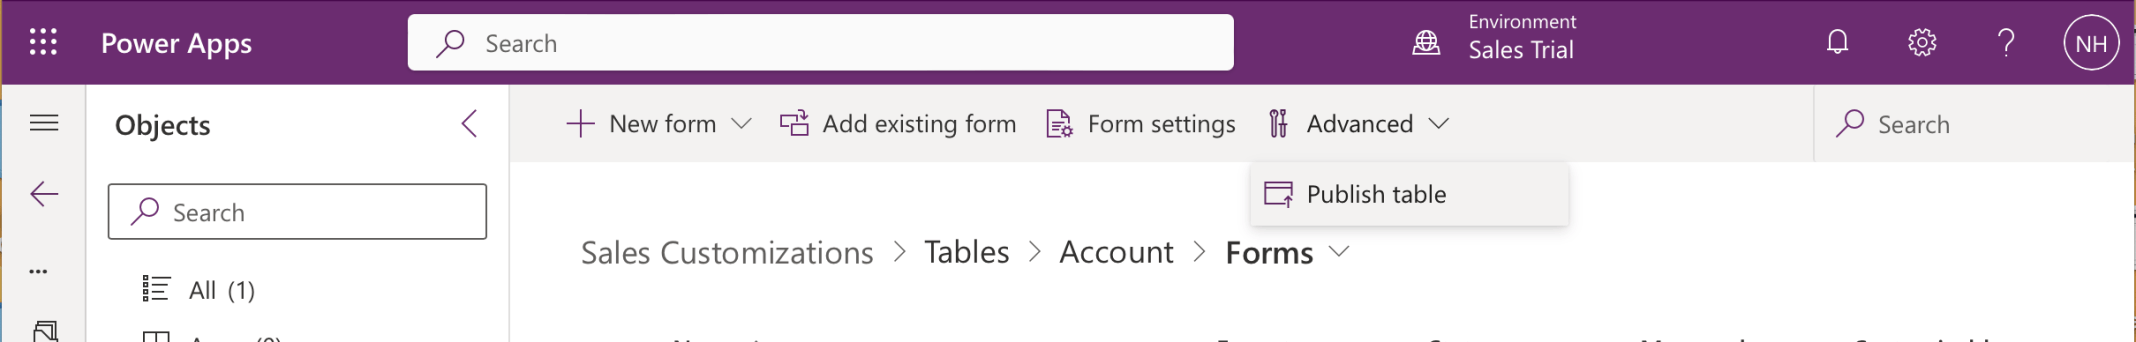 Power Apps
Search
Environment
Sales Trial
NH
Objects
New form
Add existing form
Form settings
Advanced
Search
Publish table
Search
Sales Customizations > Tables > Account > Forms
All (1)